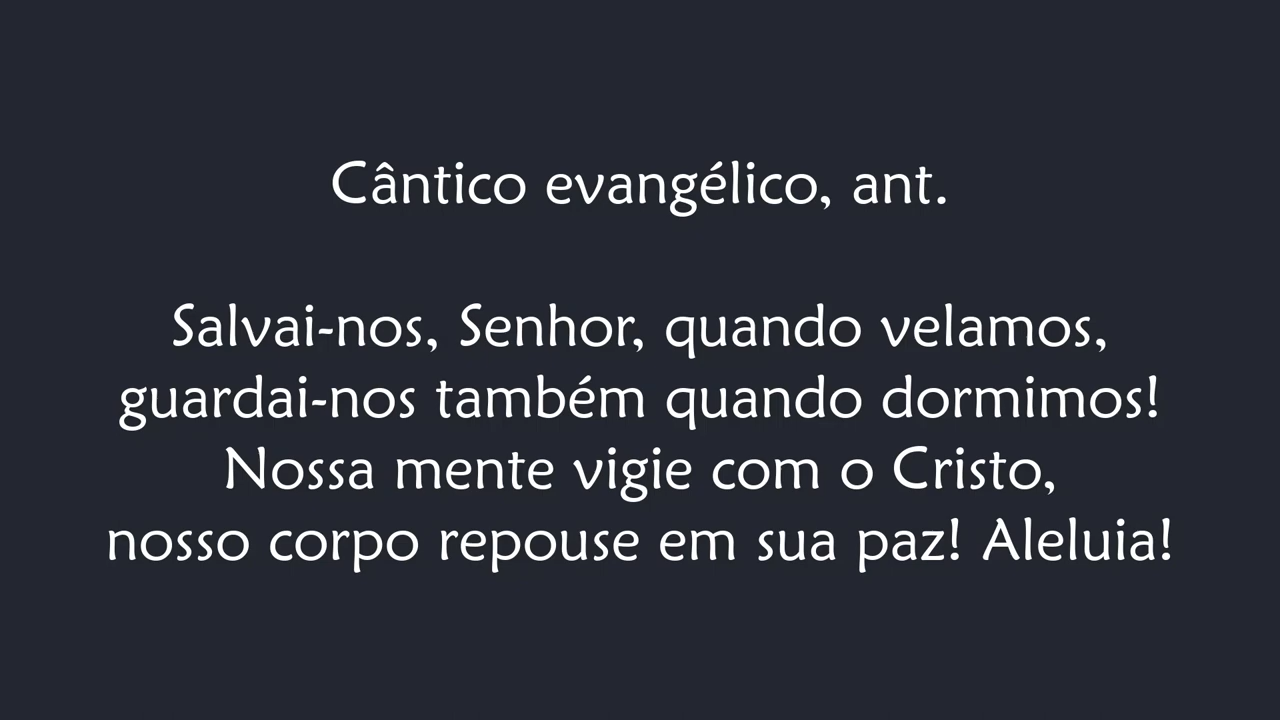 Cântico evangélico, ant.
Salvai-nos, Senhor, quando velamos,
guardai-nos também quando dormimos!
Nossa mente vigie com o Cristo,
nosso corpo repouse em sua paz! Aleluia!